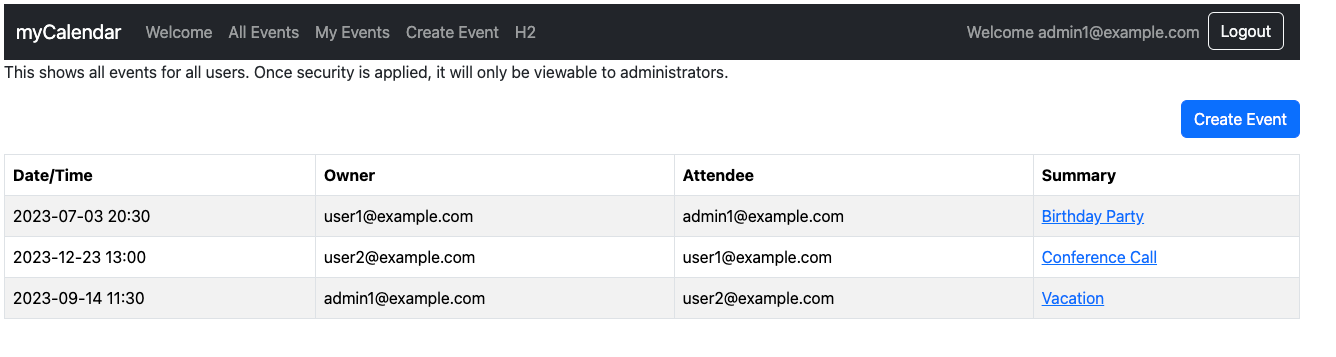 myCalendar Welcome All Events My Events Create Event H2 Welcome admin1@example.com Logout
This shows all events for all users. Once security is applied, it will only be viewable to administrators.
Create Event
Date/Time Owner Attendee Summary
2023-07-03 20:30 user1@example.com admin1@example.com Birthday Party
2023-12-23 13:00 user2@example.com user1@example.com Conference Call
2023-09-14 11:30 admin1@example.com user2@example.com Vacation